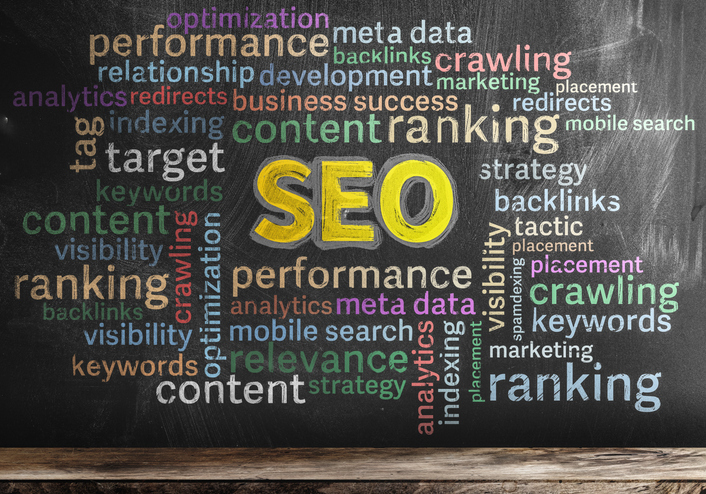 optimization
performance
meta data
backlinks
crawling
relationship
development
marketing
placement
analytics
redirects
business success
redirects
tag
indexing
content
ranking
mobile search
target
SEO
strategy
keywords
backlinks
content
crawling
optimization
visibility
tactic
visibility
performance
placement
spamdexing
placement
ranking
analytics
meta data
crawling
backlinks
visibility
mobile search
keywords
relevance
analytics
indexing
placement
marketing
keywords
content
strategy
ranking